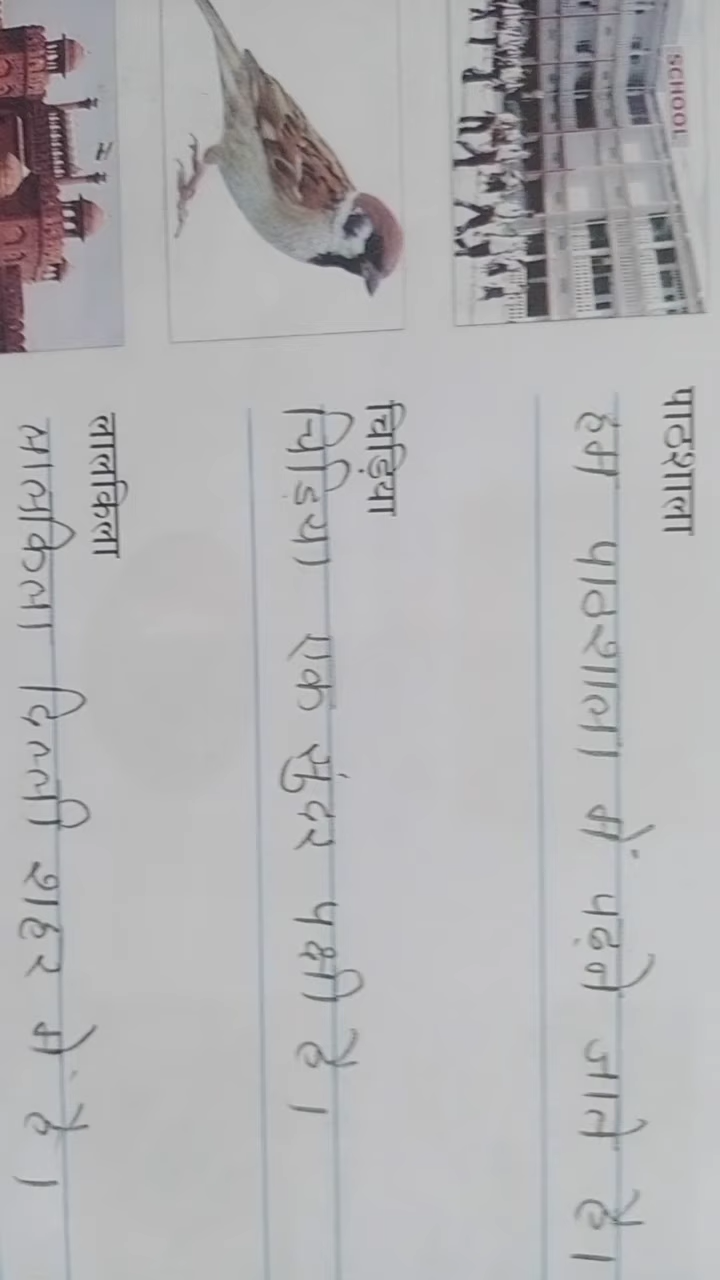 SCHOOL
पाठशाला
हम पाठशाला में पढ़ने जाते है।
चिड़िया
चिड़िया एक सुंदर पक्षी है।
लालकिला
लालकिला दिल्ली शहर में है।